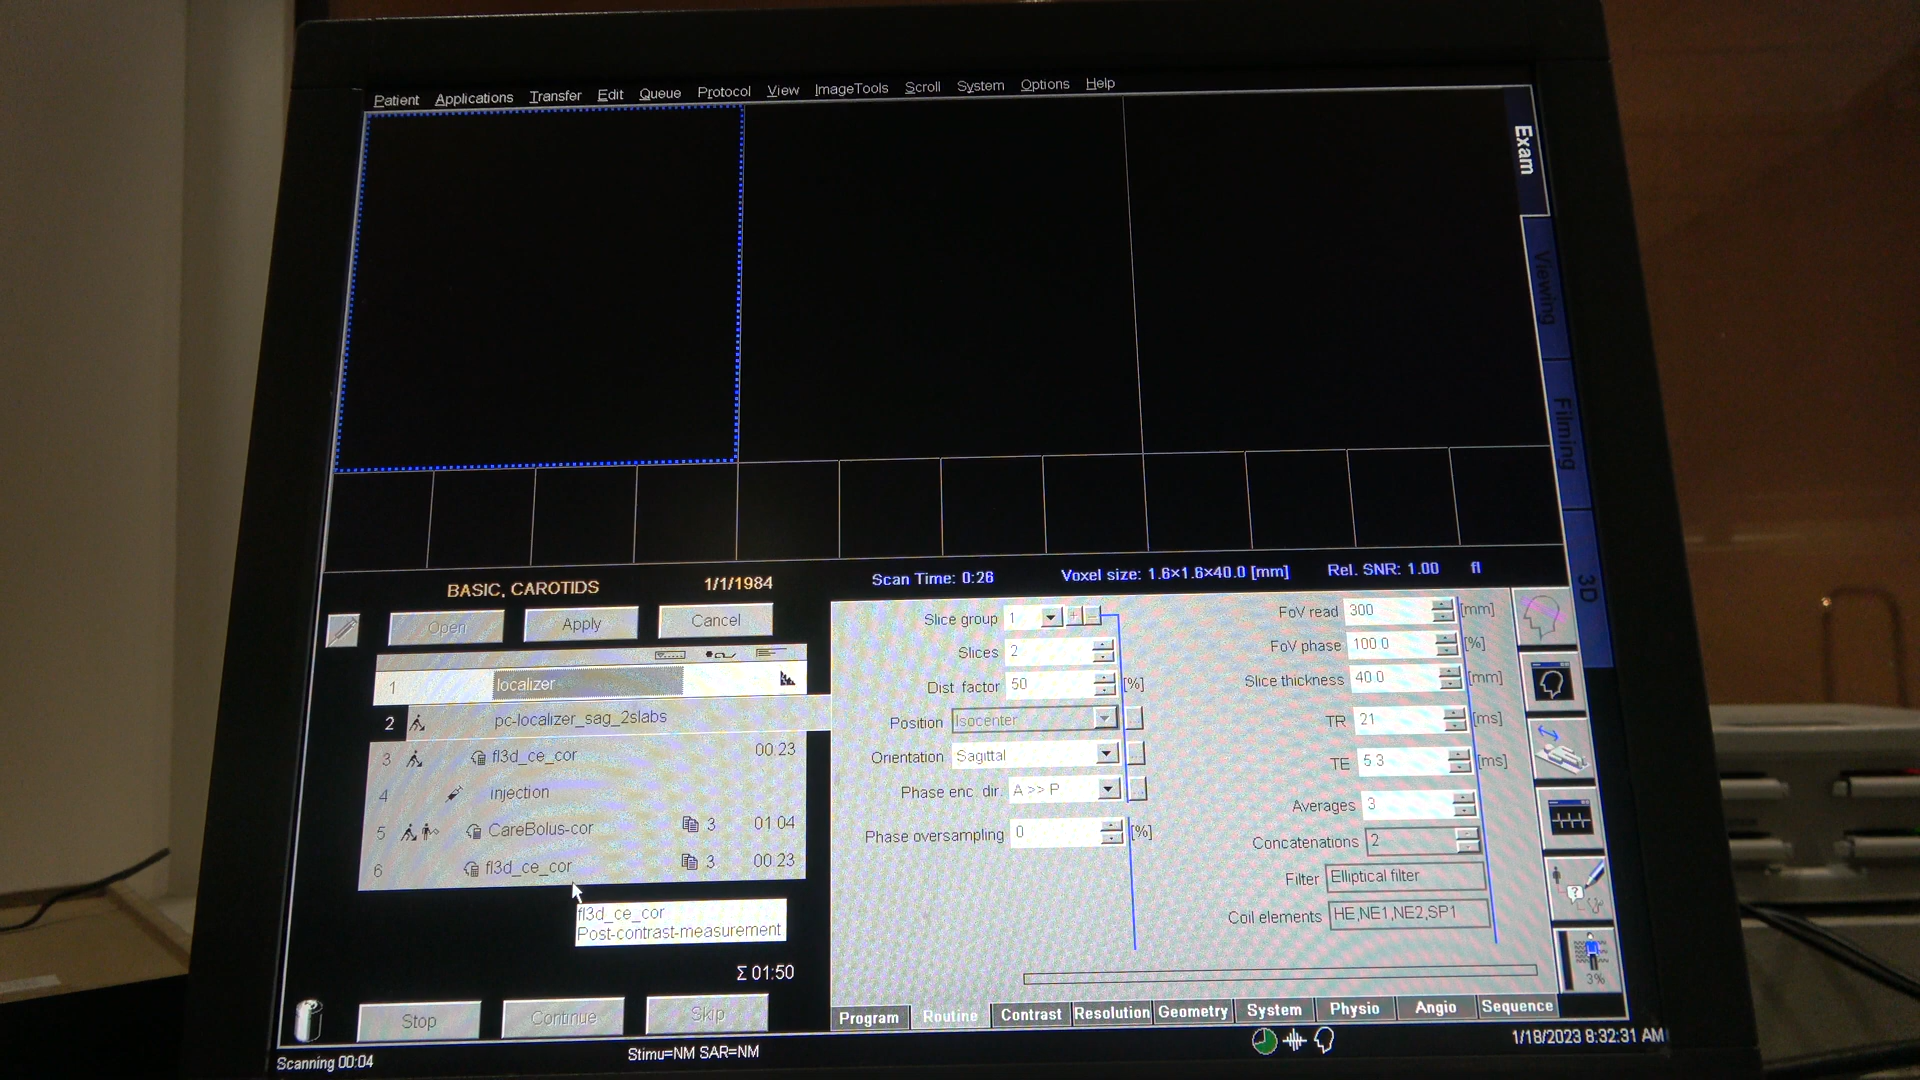 Patient Applications Transfer Edit Queue Protocol View ImageTools Scroll System Options Help
Exam
Viewing
Filming
3D
BASIC, CAROTIDS 1/1/1984
Scan Time: 0:26 Voxel size: 1.6×1.6×40.0 [mm] Rel. SNR: 1.00 fl
Open Apply Cancel
1 localizer
2 pc-localizer_sag_2slabs
3 fl3d_ce_cor 00:23
4 injection
5 CareBolus-cor 3 01:04
6 fl3d_ce_cor 3 00:23
fl3d_ce_cor
Post-contrast-measurement
Σ 01:50
Stop Continue Skip
Scanning 00:04
Stimu=NM SAR=NM
Slice group 1 + -
Slices 2
Dist. factor 50 [%]
Position Isocenter
Orientation Sagittal
Phase enc. dir. A >> P ...
Phase oversampling 0 [%]
FoV read 300 [mm]
FoV phase 100.0 [%]
Slice thickness 40.0 [mm]
TR 21 [ms]
TE 5.3 [ms]
Averages 3
Concatenations 2
Filter Elliptical filter
Coil elements HE,NE1,NE2,SP1
?
3%
Program Routine Contrast Resolution Geometry System Physio Angio Sequence
1/18/2023 8:32:31 AM